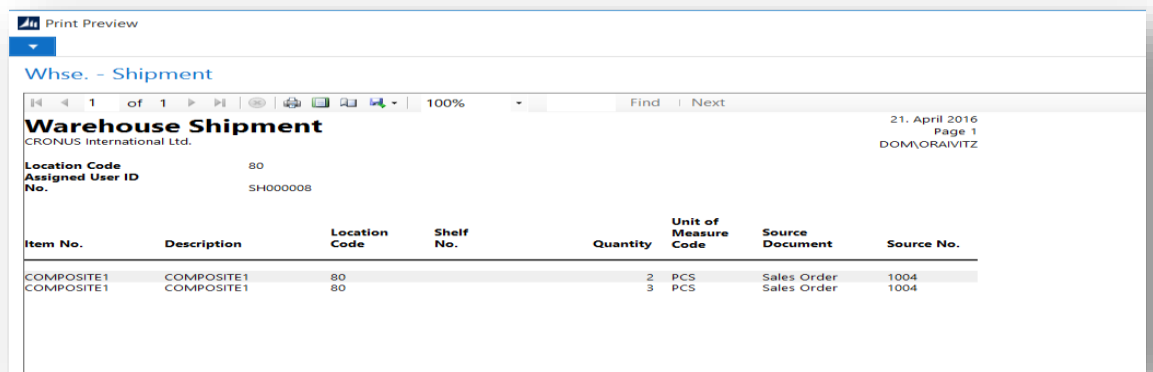 Print Preview
Whse. - Shipment
1 of 1 100% Find Next
Warehouse Shipment
CRONUS International Ltd.
21. April 2016
Page 1
DOM\ORAIVITZ
Location Code 80
Assigned User ID
No. SH000008
Item No. Description Location Code Shelf No. Quantity Unit of Measure Code Source Document Source No.
COMPOSITE1 COMPOSITE1 80 2 PCS Sales Order 1004
COMPOSITE1 COMPOSITE1 80 3 PCS Sales Order 1004